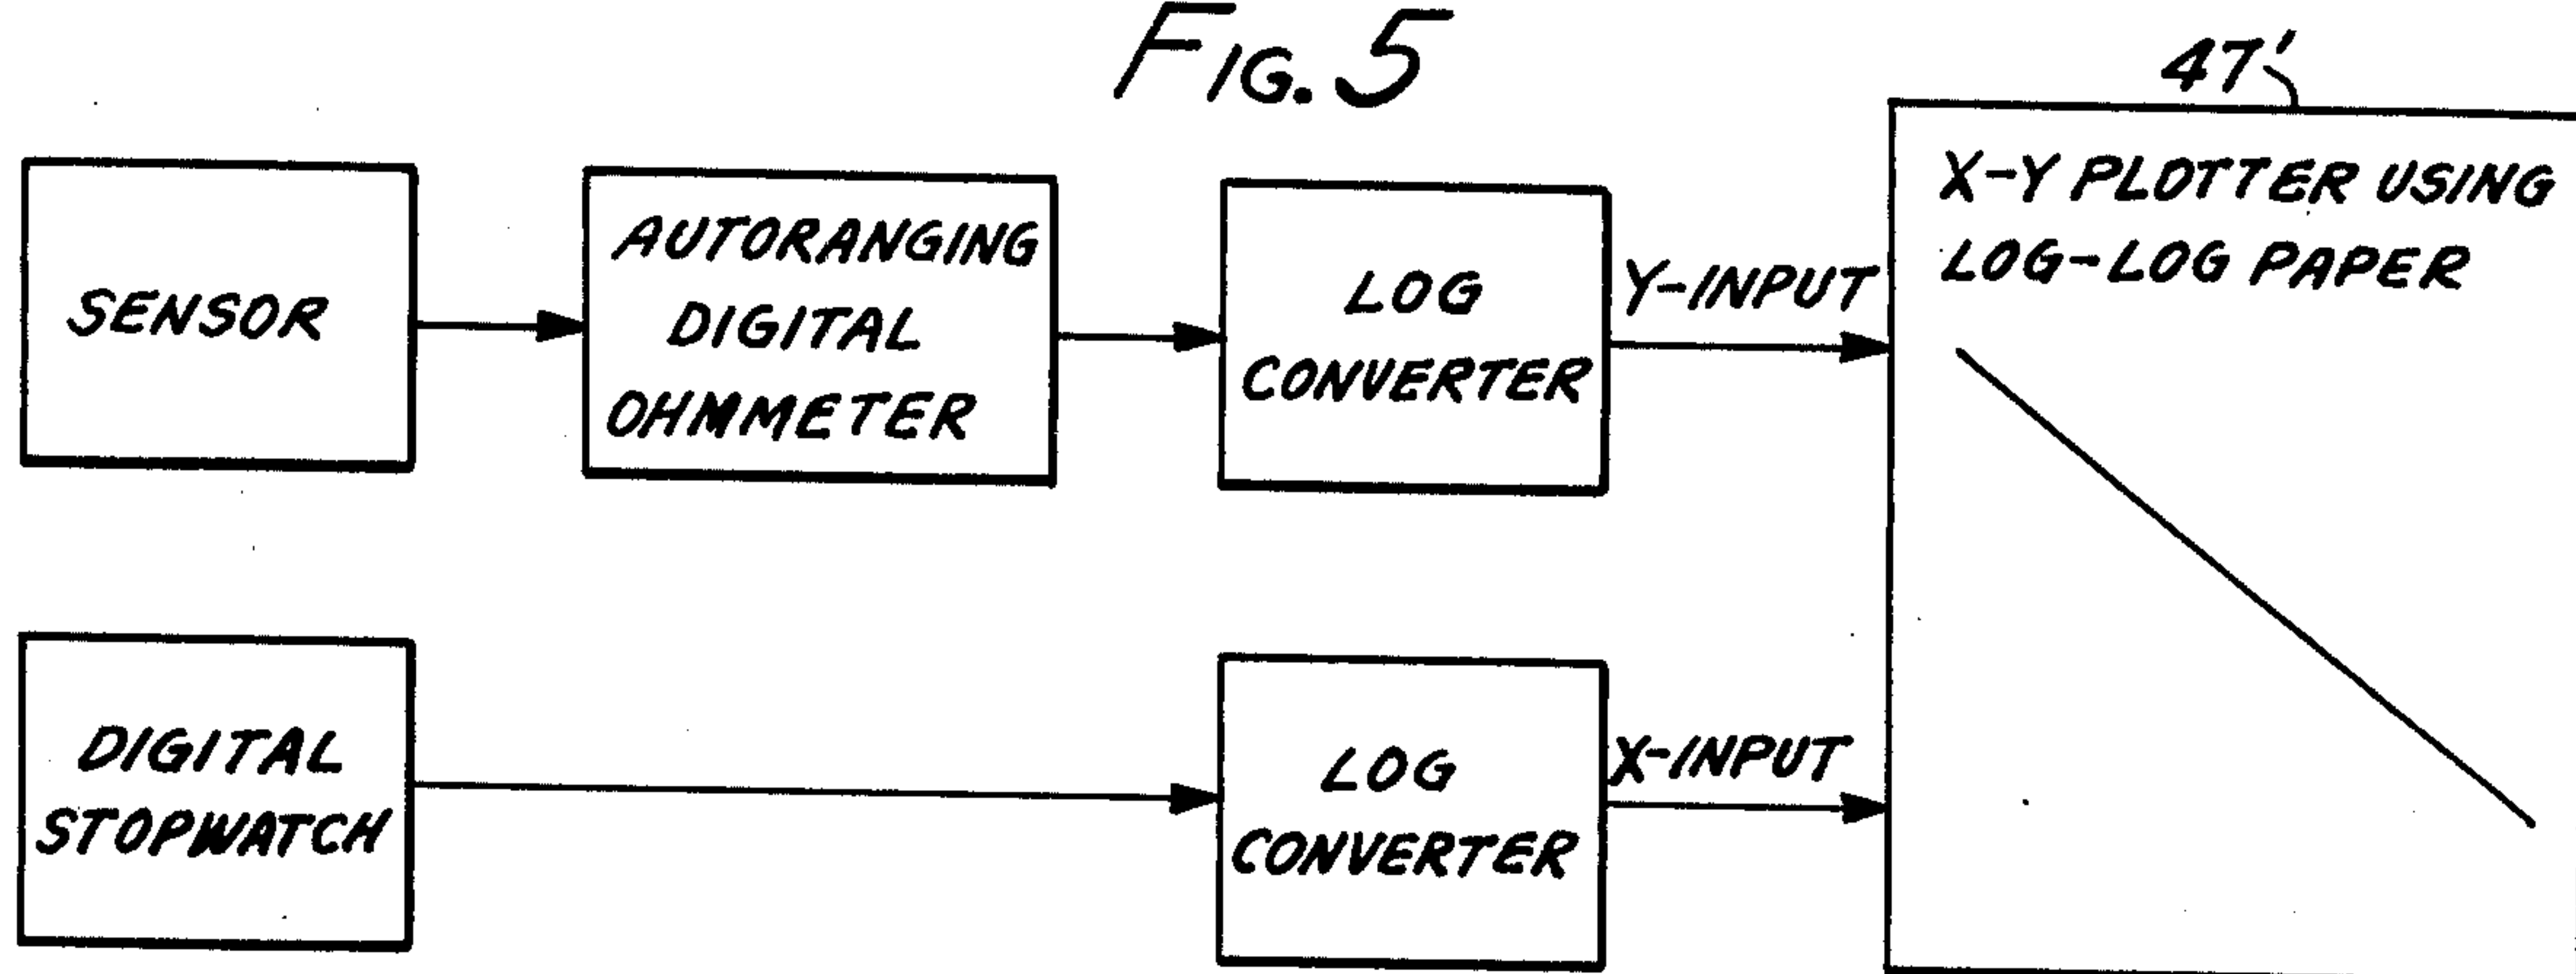 FIG. 5
47'
SENSOR
AUTORANGING
DIGITAL
OHMMETER
LOG
CONVERTER
Y-INPUT
X-Y PLOTTER USING
LOG-LOG PAPER
DIGITAL
STOPWATCH
LOG
CONVERTER
X-INPUT